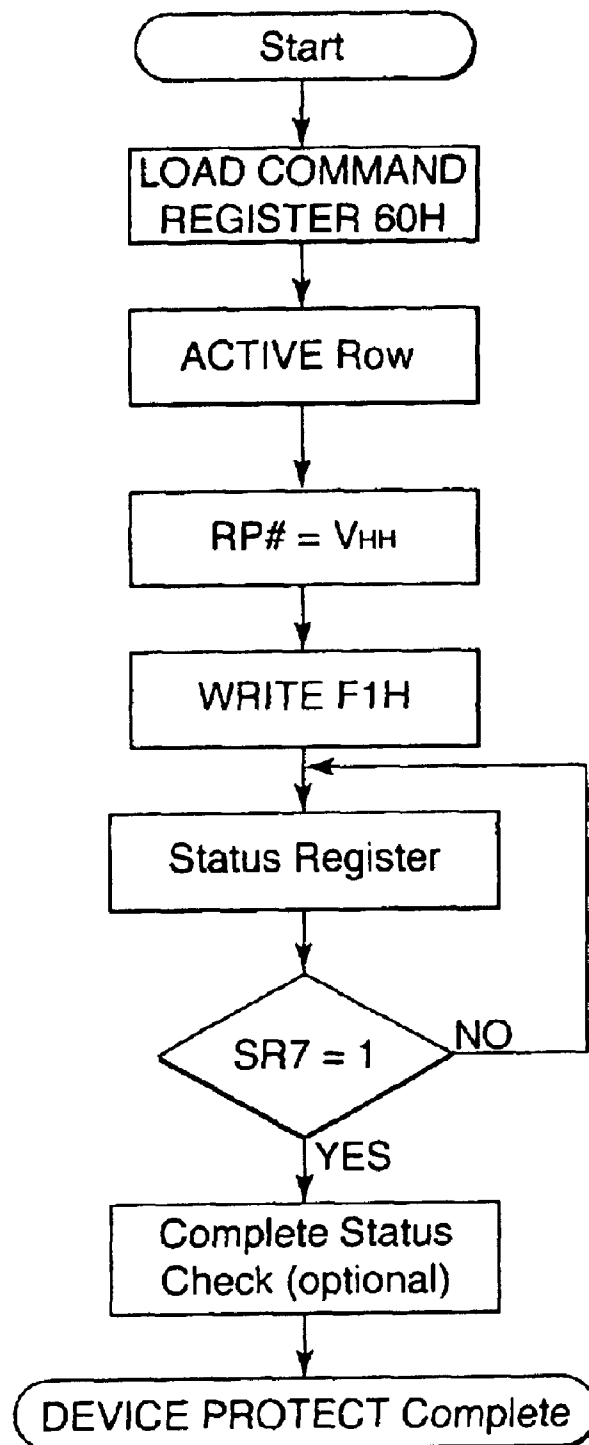 Start
LOAD COMMAND
REGISTER 60H
ACTIVE Row
RP# = VHH
WRITE F1H
Status Register
SR7 = 1
NO
YES
Complete Status
Check (optional)
DEVICE PROTECT Complete